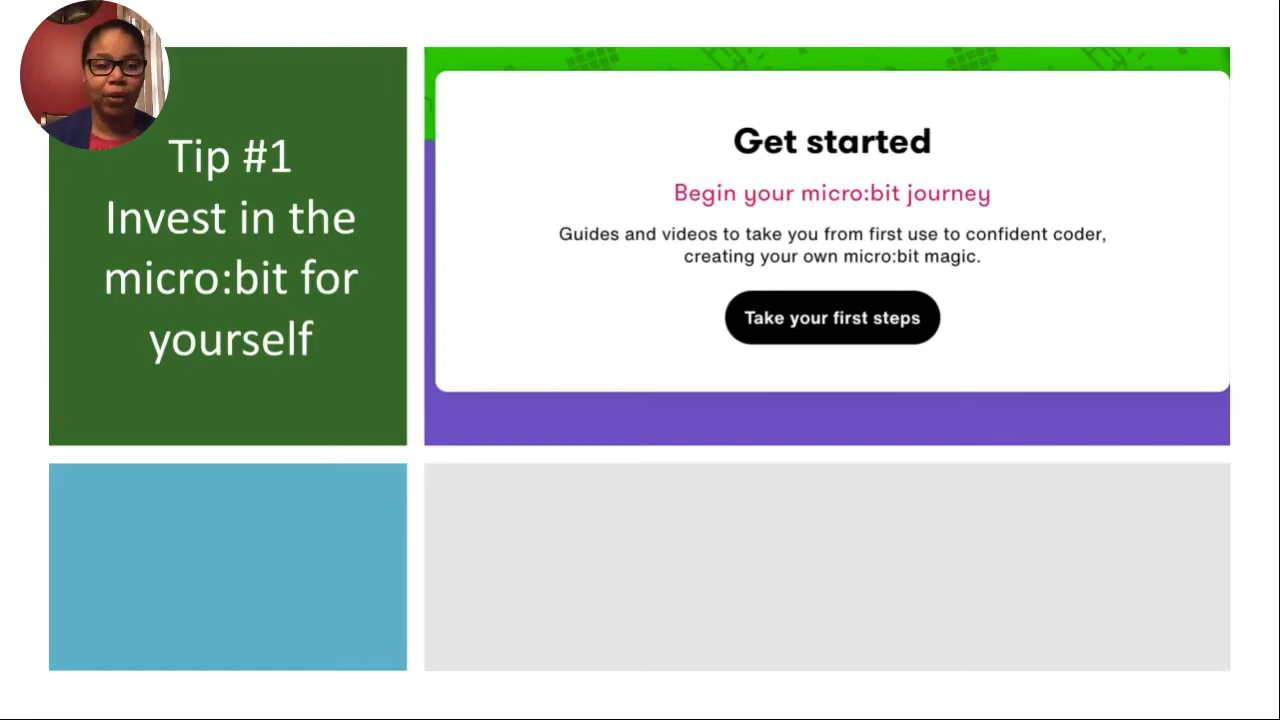 Tip #1
Invest in the
micro:bit for
yourself
Get started
Begin your micro:bit journey
Guides and videos to take you from first use to confident coder,
creating your own micro:bit magic.
Take your first steps